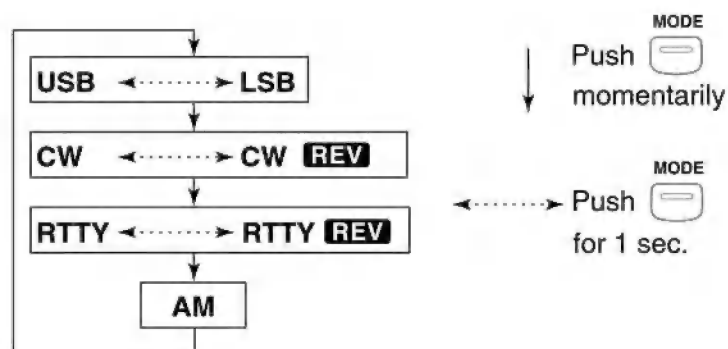 USB LSB
CW CW REV
RTTY RTTY REV
AM
MODE
Push
momentarily
MODE
Push
for 1 sec.